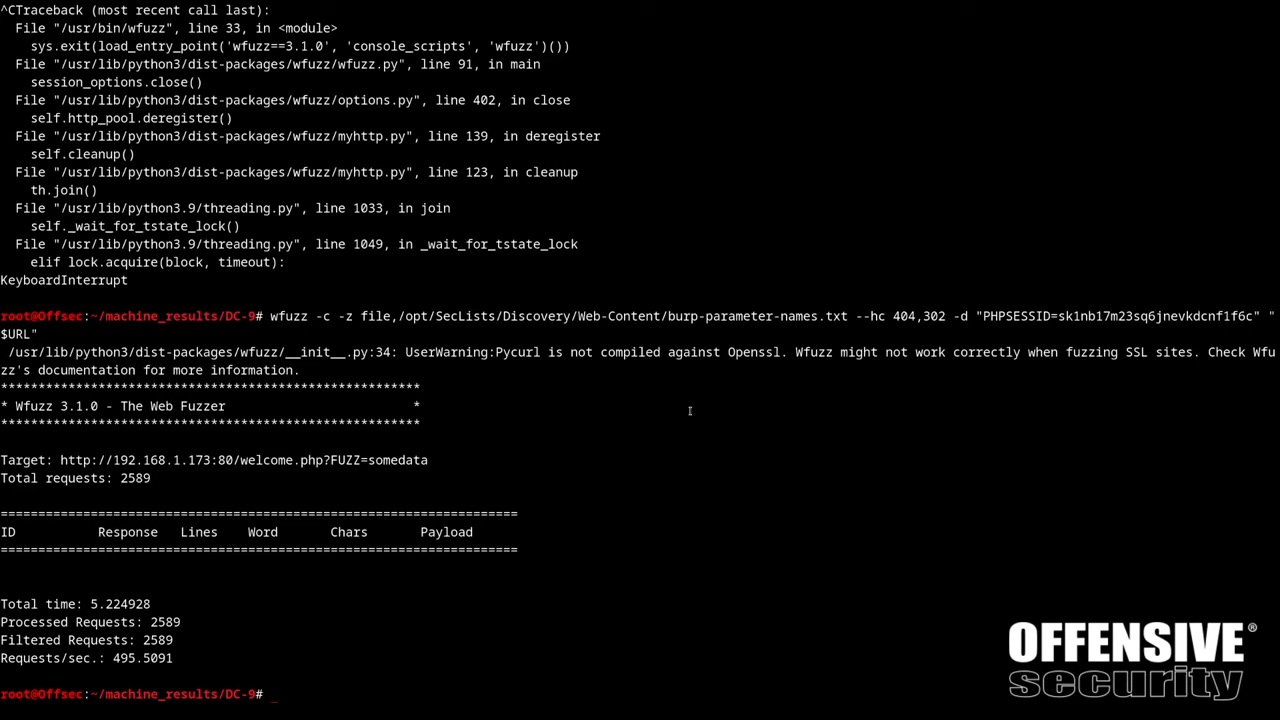 ^CTraceback (most recent call last):
  File "/usr/bin/wfuzz", line 33, in <module>
    sys.exit(load_entry_point('wfuzz==3.1.0', 'console_scripts', 'wfuzz')())
  File "/usr/lib/python3/dist-packages/wfuzz/wfuzz.py", line 91, in main
    session_options.close()
  File "/usr/lib/python3/dist-packages/wfuzz/options.py", line 402, in close
    self.http_pool.deregister()
  File "/usr/lib/python3/dist-packages/wfuzz/myhttp.py", line 139, in deregister
    self.cleanup()
  File "/usr/lib/python3/dist-packages/wfuzz/myhttp.py", line 123, in cleanup
    th.join()
  File "/usr/lib/python3.9/threading.py", line 1033, in join
    self._wait_for_tstate_lock()
  File "/usr/lib/python3.9/threading.py", line 1049, in _wait_for_tstate_lock
    elif lock.acquire(block, timeout):
KeyboardInterrupt
root@Offsec:~/machine_results/DC-9# wfuzz -c -z file,/opt/SecLists/Discovery/Web-Content/burp-parameter-names.txt --hc 404,302 -d "PHPSESSID=sk1nb17m23sq6jnevkdcnf1f6c" "
$URL"
 /usr/lib/python3/dist-packages/wfuzz/__init__.py:34: UserWarning:Pycurl is not compiled against Openssl. Wfuzz might not work correctly when fuzzing SSL sites. Check Wfu
zz's documentation for more information.
********************************************************
* Wfuzz 3.1.0 - The Web Fuzzer                         *
********************************************************
Target: http://192.168.1.173:80/welcome.php?FUZZ=somedata
Total requests: 2589
=====================================================================
ID           Response   Lines    Word       Chars       Payload
=====================================================================
Total time: 5.224928
Processed Requests: 2589
Filtered Requests: 2589
Requests/sec.: 495.5091
root@Offsec:~/machine_results/DC-9# _
OFFENSIVE®
security